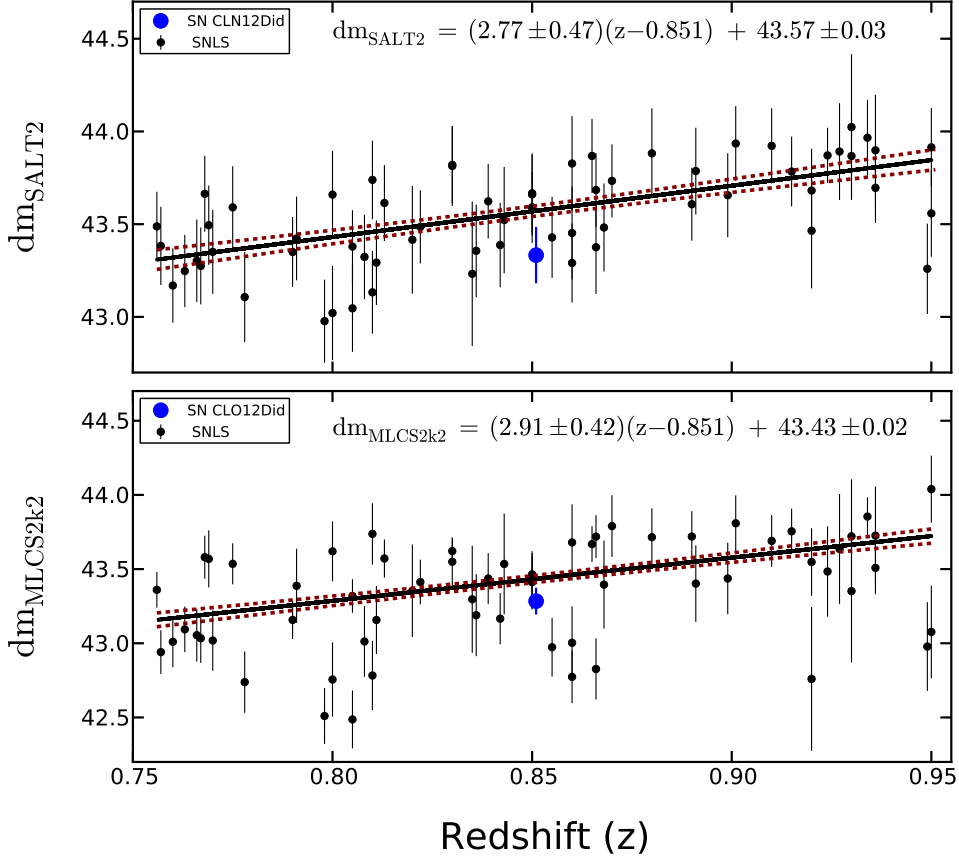 SN CLN12Did
SNLS
dm_SALT2 = (2.77±0.47)(z−0.851) + 43.57±0.03
44.5
44.0
43.5
43.0
dm_SALT2
SN CLO12Did
SNLS
dm_MLCS2k2 = (2.91±0.42)(z−0.851) + 43.43±0.02
44.5
44.0
43.5
43.0
42.5
dm_MLCS2k2
0.75 0.80 0.85 0.90 0.95
Redshift (z)